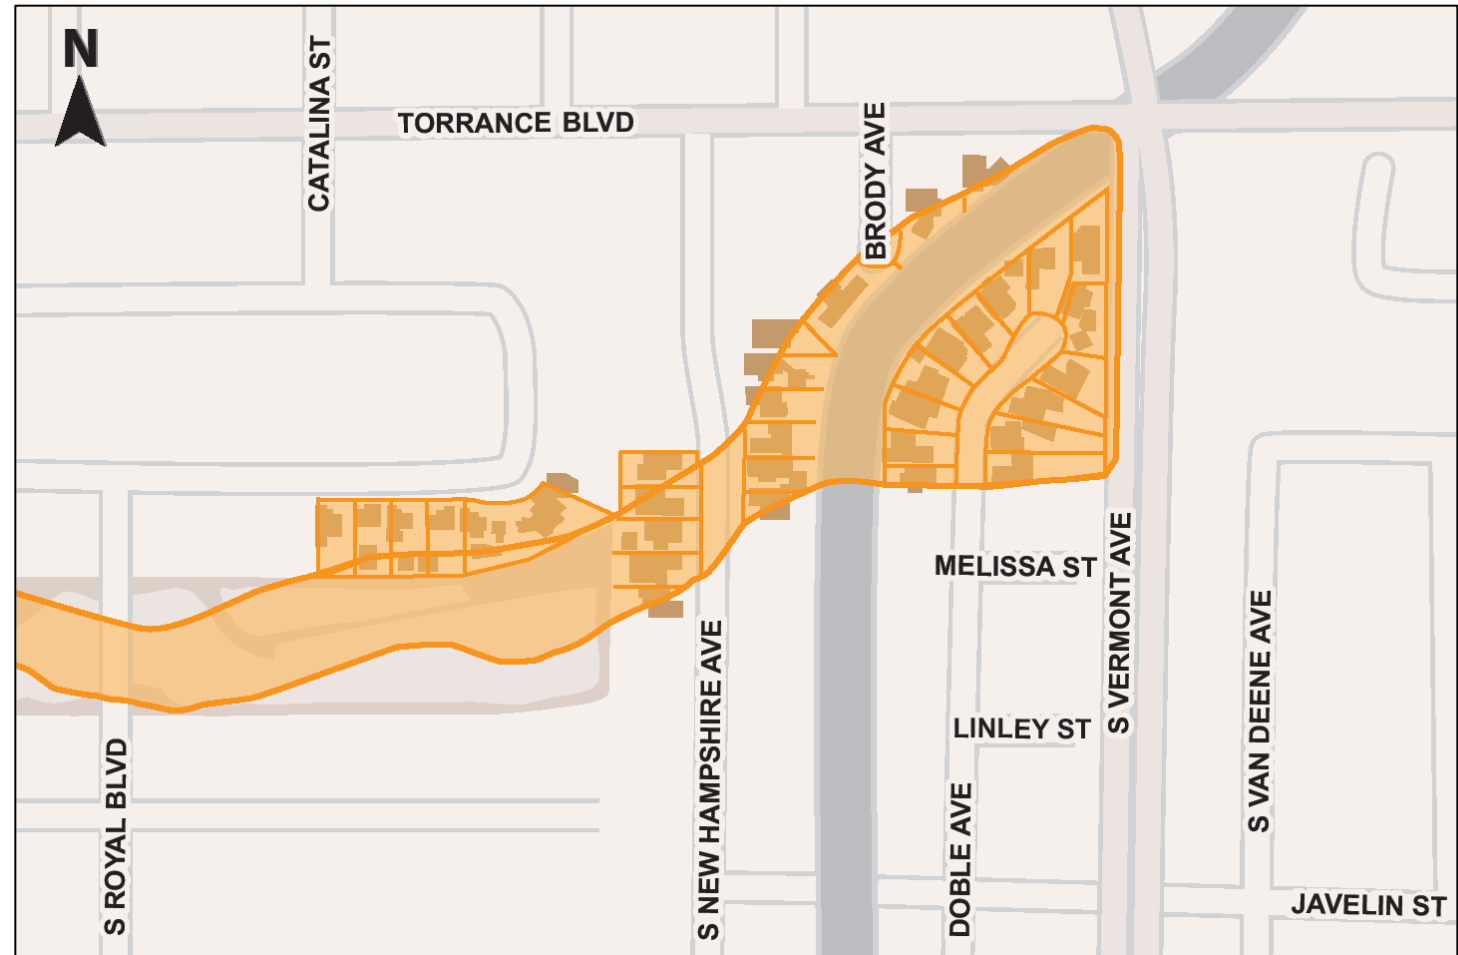 N
CATALINA ST
TORRANCE BLVD
BRODY AVE
MELISSA ST
S VERMONT AVE
S VAN DEENE AVE
S NEW HAMPSHIRE AVE
LINLEY ST
S ROYAL BLVD
DOBLE AVE
JAVELIN ST